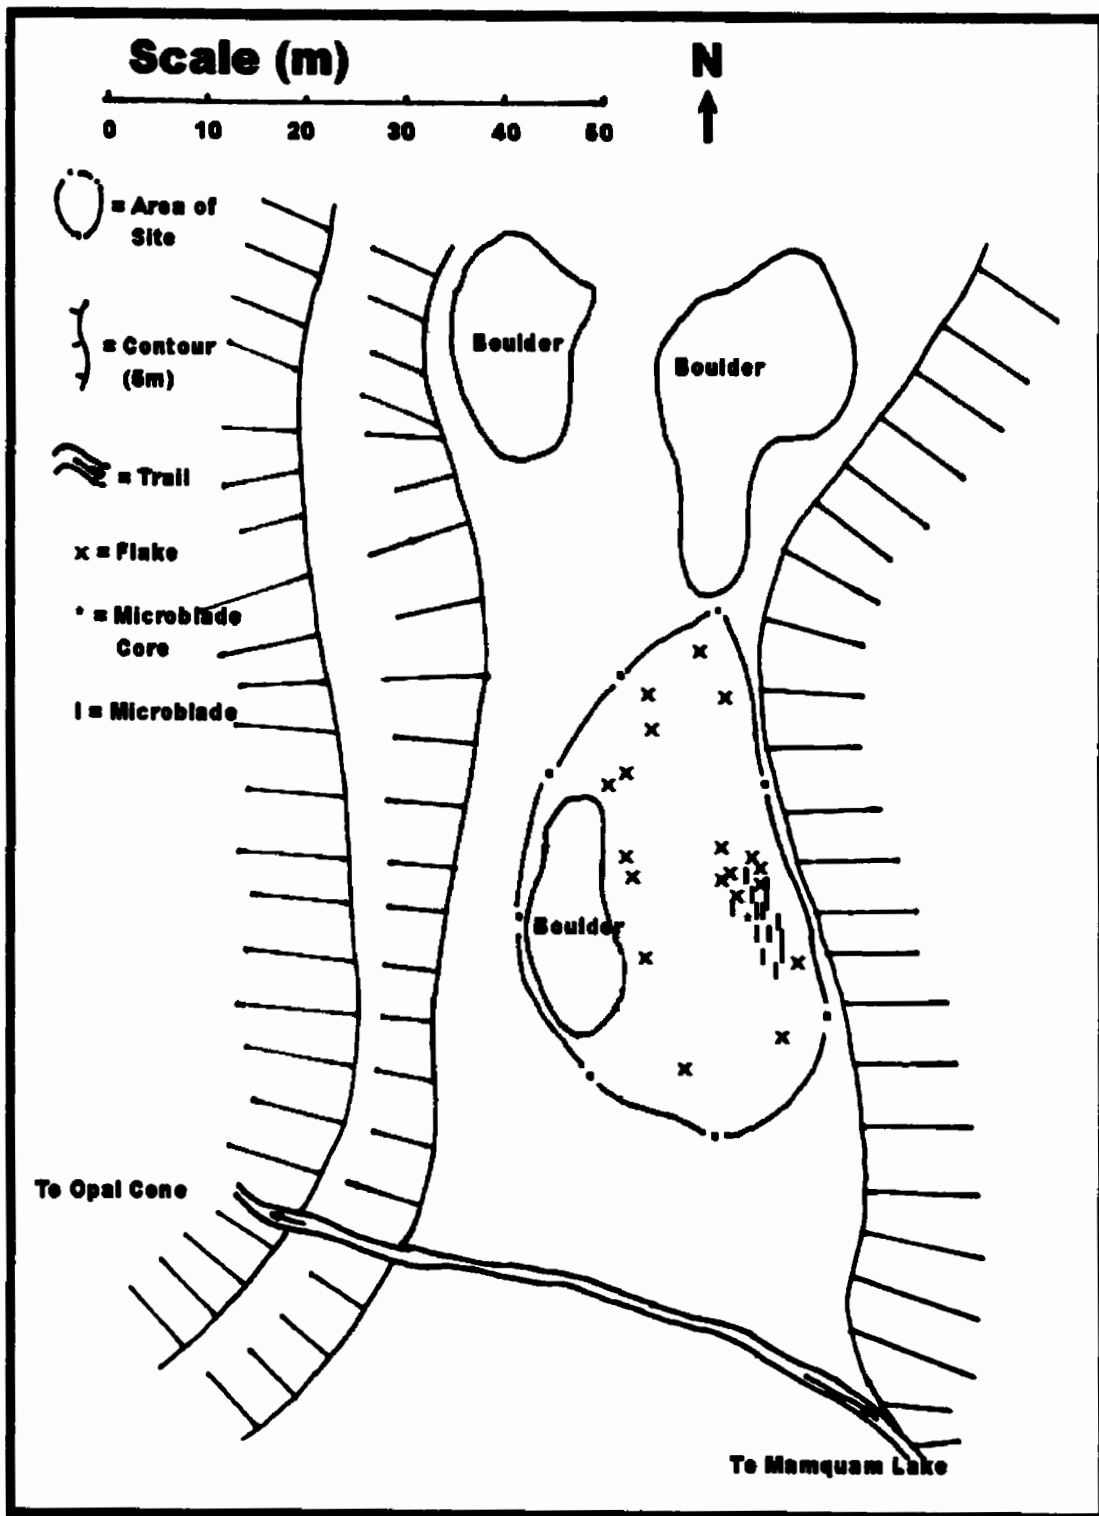 Scale (m)
N
0 10 20 30 40 50
= Area of
Site
= Contour
(5m)
= Trail
x = Flake
* = Microblade
Core
I = Microblade
Boulder
Boulder
Boulder
To Opal Cone
To Mamquam Lake